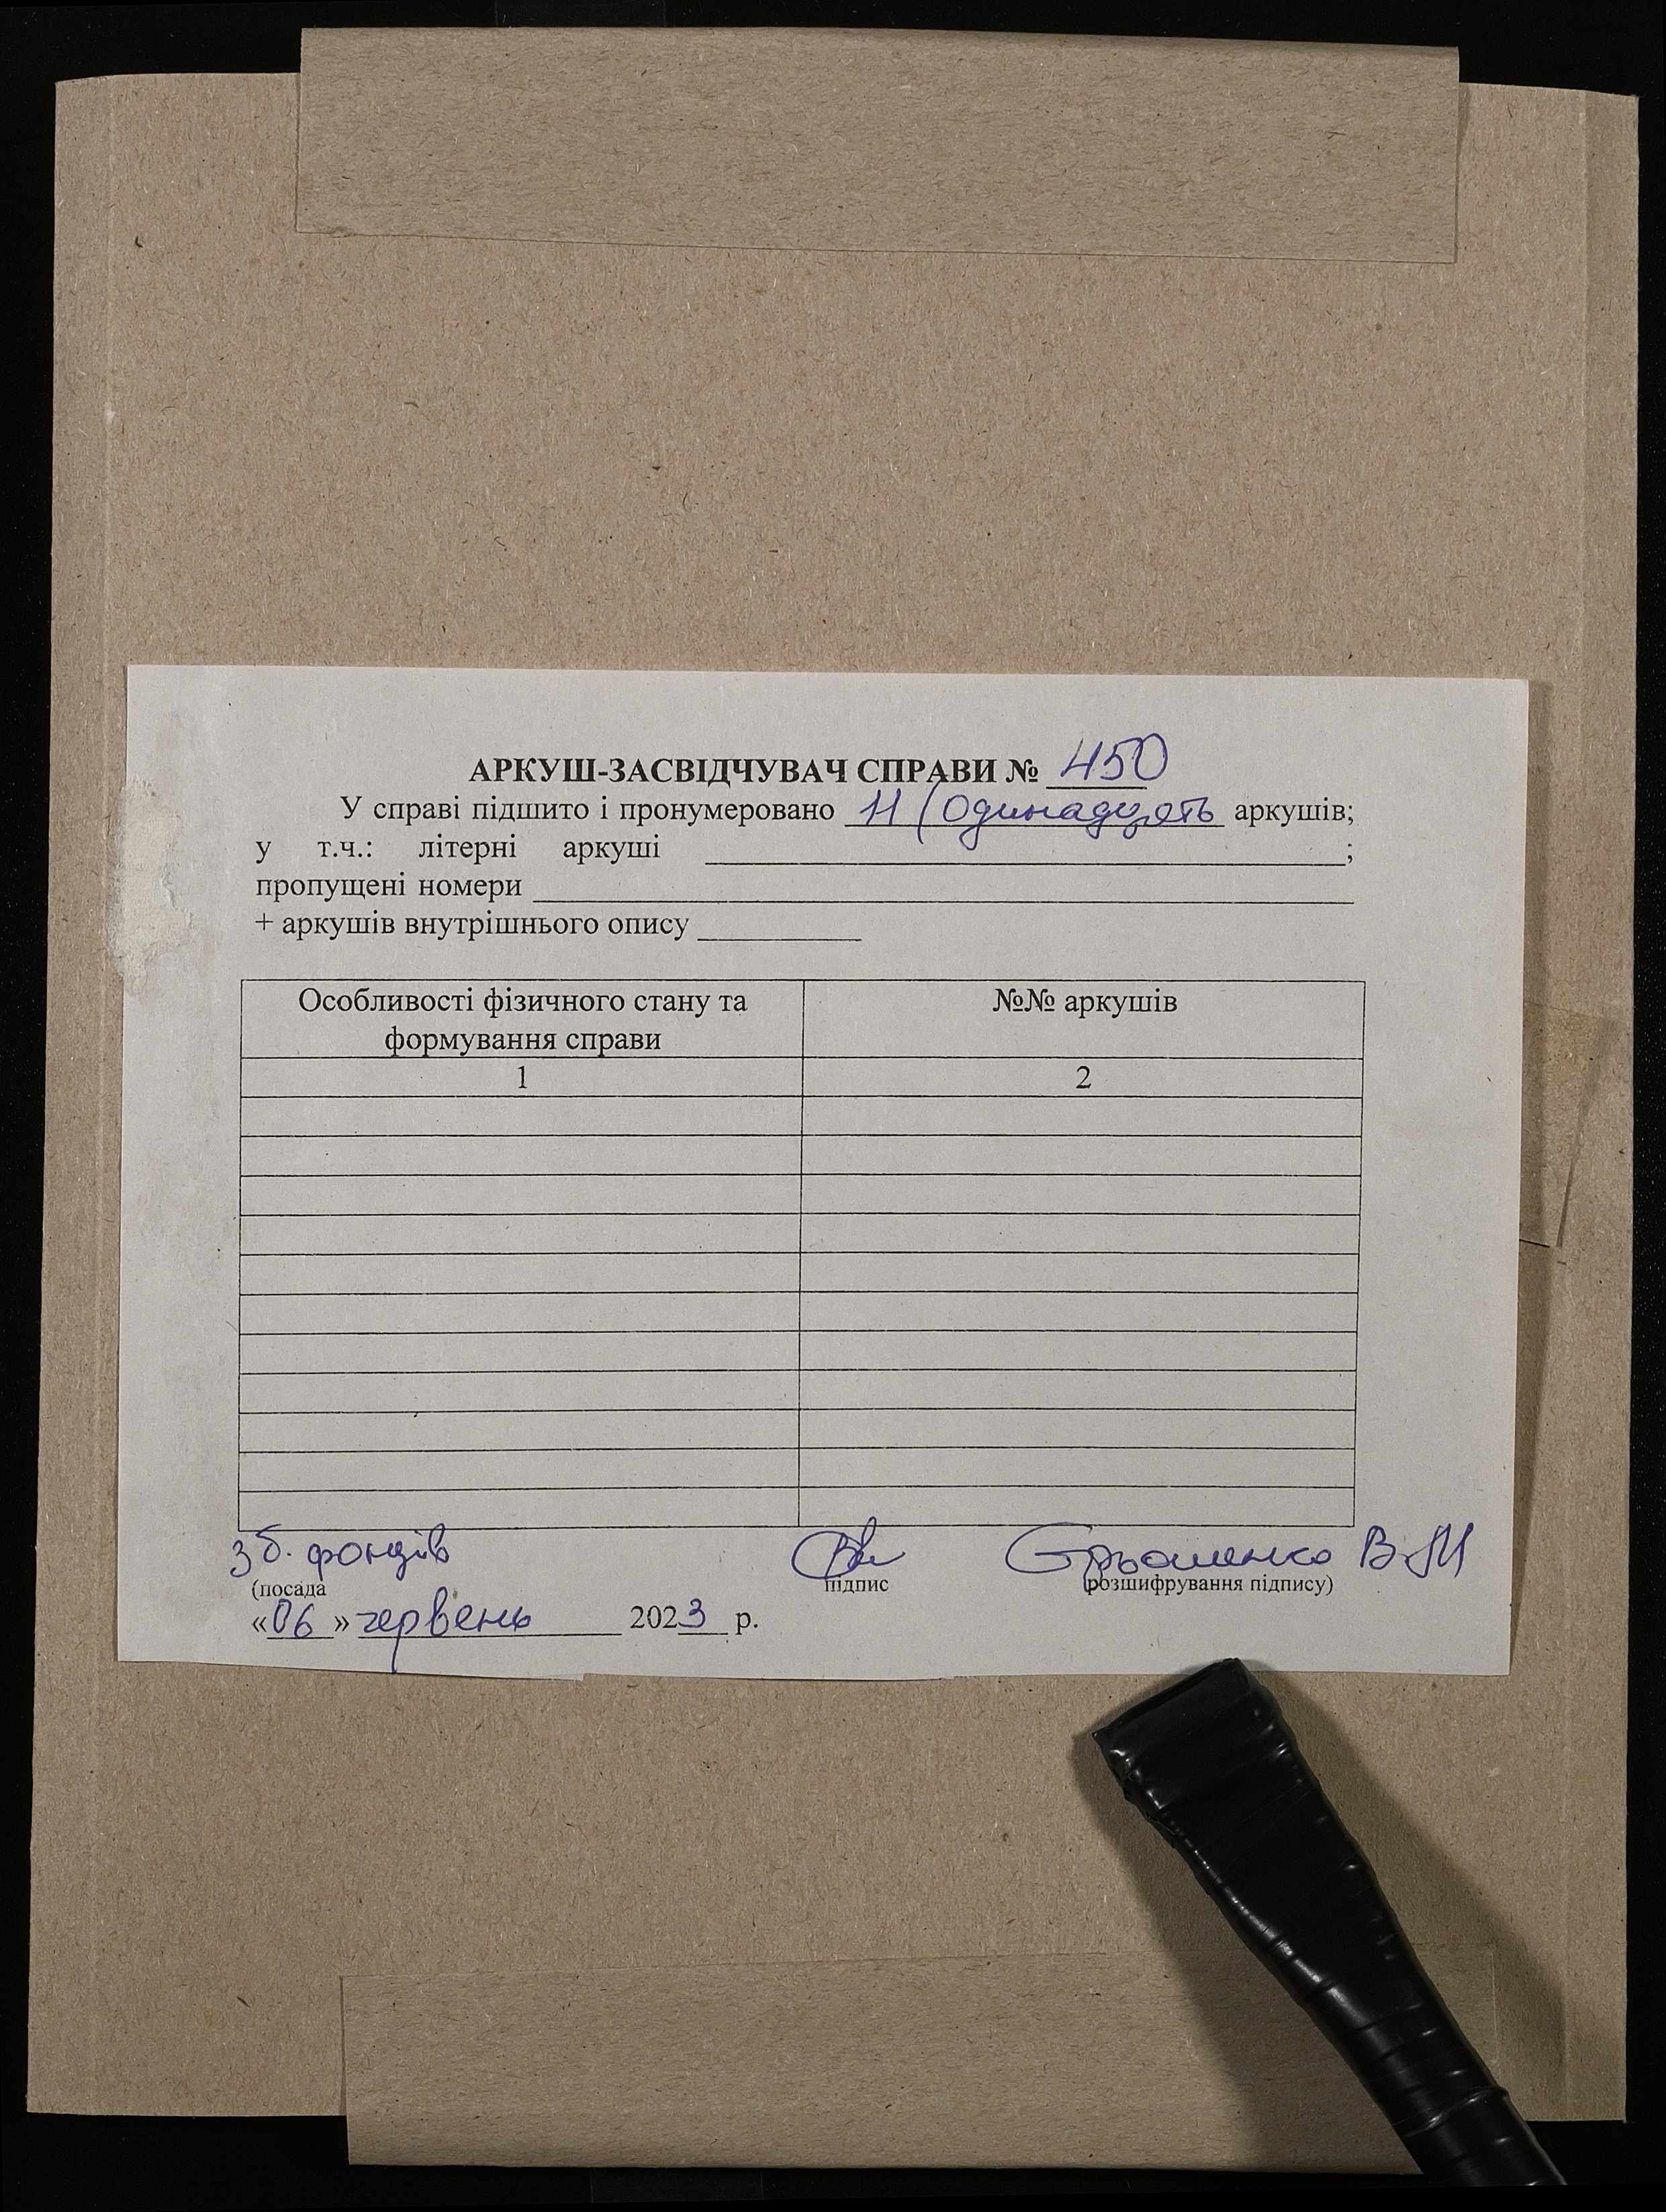 АРКУШ-ЗАСВІДЧУВАЧ СПРАВИ № 450
У справі підшито і пронумеровано 11 (Одинадцять аркушів;
у т.ч.: літерні аркуші ;
пропущені номери
+ аркушів внутрішнього опису
Особливості фізичного стану та
формування справи
№№ аркушів
1 2
зб. фондів В. М
(посада підпис (розшифрування підпису)
«06» червень 2023 р.